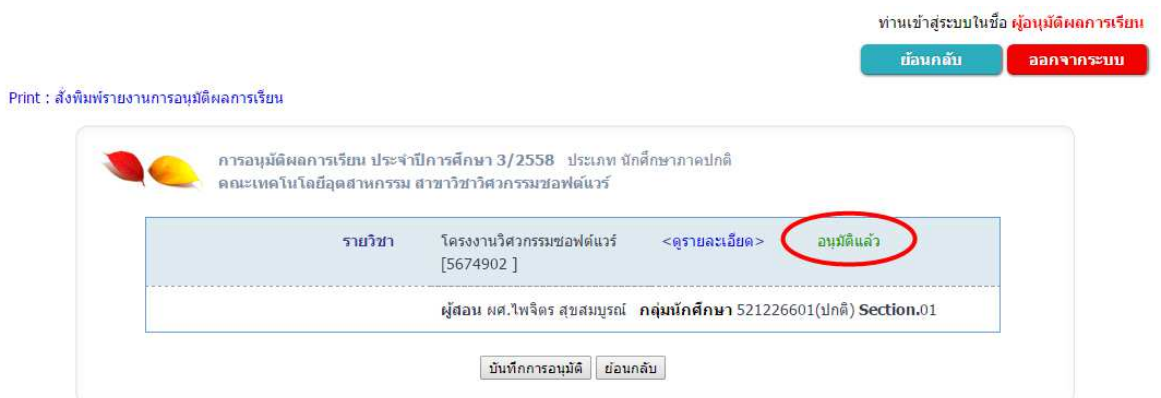 ท่านเข้าสู่ระบบในชื่อ ผู้อนุมัติผลการเรียน
ย้อนกลับ ออกจากระบบ
Print : สั่งพิมพ์รายงานการอนุมัติผลการเรียน
การอนุมัติผลการเรียน ประจำปีการศึกษา 3/2558 ประเภท นักศึกษาภาคปกติ
คณะเทคโนโลยีอุตสาหกรรม สาขาวิชาวิศวกรรมซอฟต์แวร์
รายวิชา โครงงานวิศวกรรมซอฟต์แวร์ <ดูรายละเอียด> อนุมัติแล้ว
[5674902 ]
ผู้สอน ผศ.ไพจิตร สุขสมบูรณ์ กลุ่มนักศึกษา 521226601(ปกติ) Section.01
บันทึกการอนุมัติ ย้อนกลับ